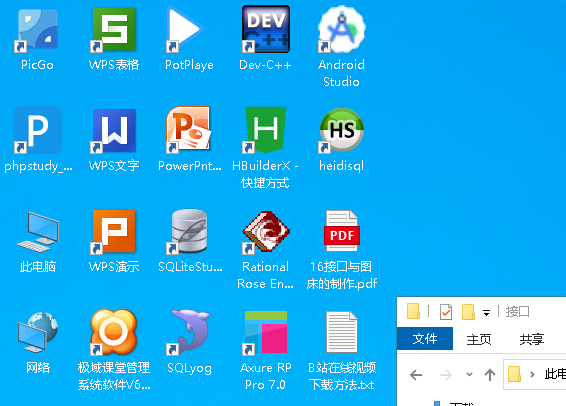 DEV
C++
PicGo
WPS表格
PotPlaye
Dev-C++
Android
Studio
HS
phpstudy_...
WPS文字
PowerPnt...
HBuilderX -
快捷方式
heidisql
PDF
此电脑
WPS演示
SQLiteStu...
Rational
Rose En...
16接口与图
床的制作.pdf
网络
极域课堂管理
系统软件V6...
SQLyog
Axure RP
Pro 7.0
B站在线视频
下载方法.txt
接口
文件
主页
共享
此电